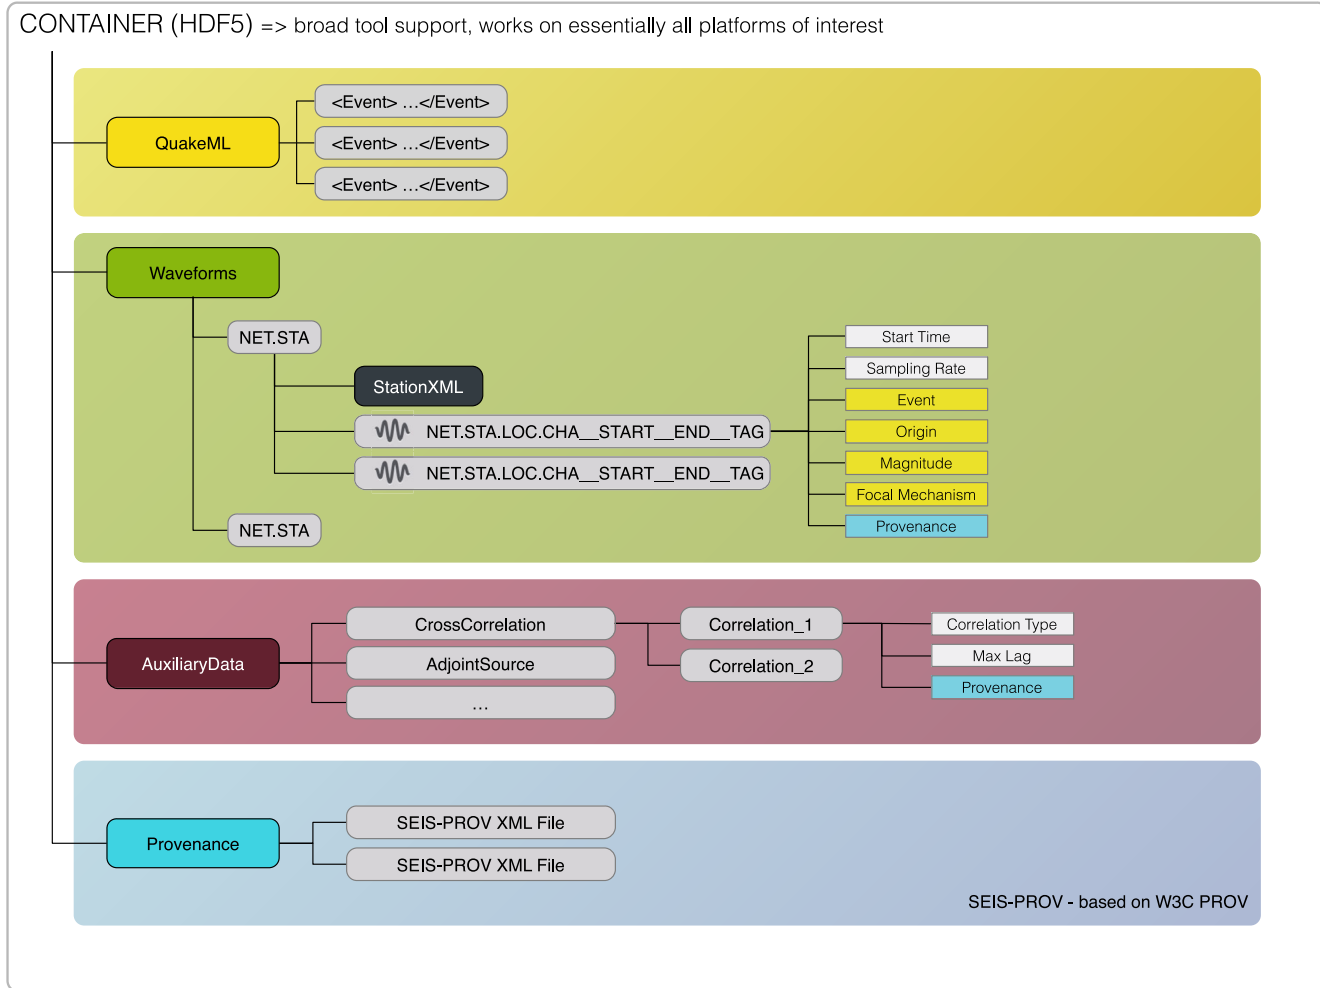 CONTAINER (HDF5) => broad tool support, works on essentially all platforms of interest
QuakeML
<Event> ...</Event>
<Event> ...</Event>
<Event> ...</Event>
Waveforms
NET.STA
StationXML
NET.STA.LOC.CHA__START__END__TAG
NET.STA.LOC.CHA__START__END__TAG
Start Time
Sampling Rate
Event
Origin
Magnitude
Focal Mechanism
Provenance
NET.STA
AuxiliaryData
CrossCorrelation
AdjointSource
...
Correlation_1
Correlation_2
Correlation Type
Max Lag
Provenance
Provenance
SEIS-PROV XML File
SEIS-PROV XML File
SEIS-PROV - based on W3C PROV